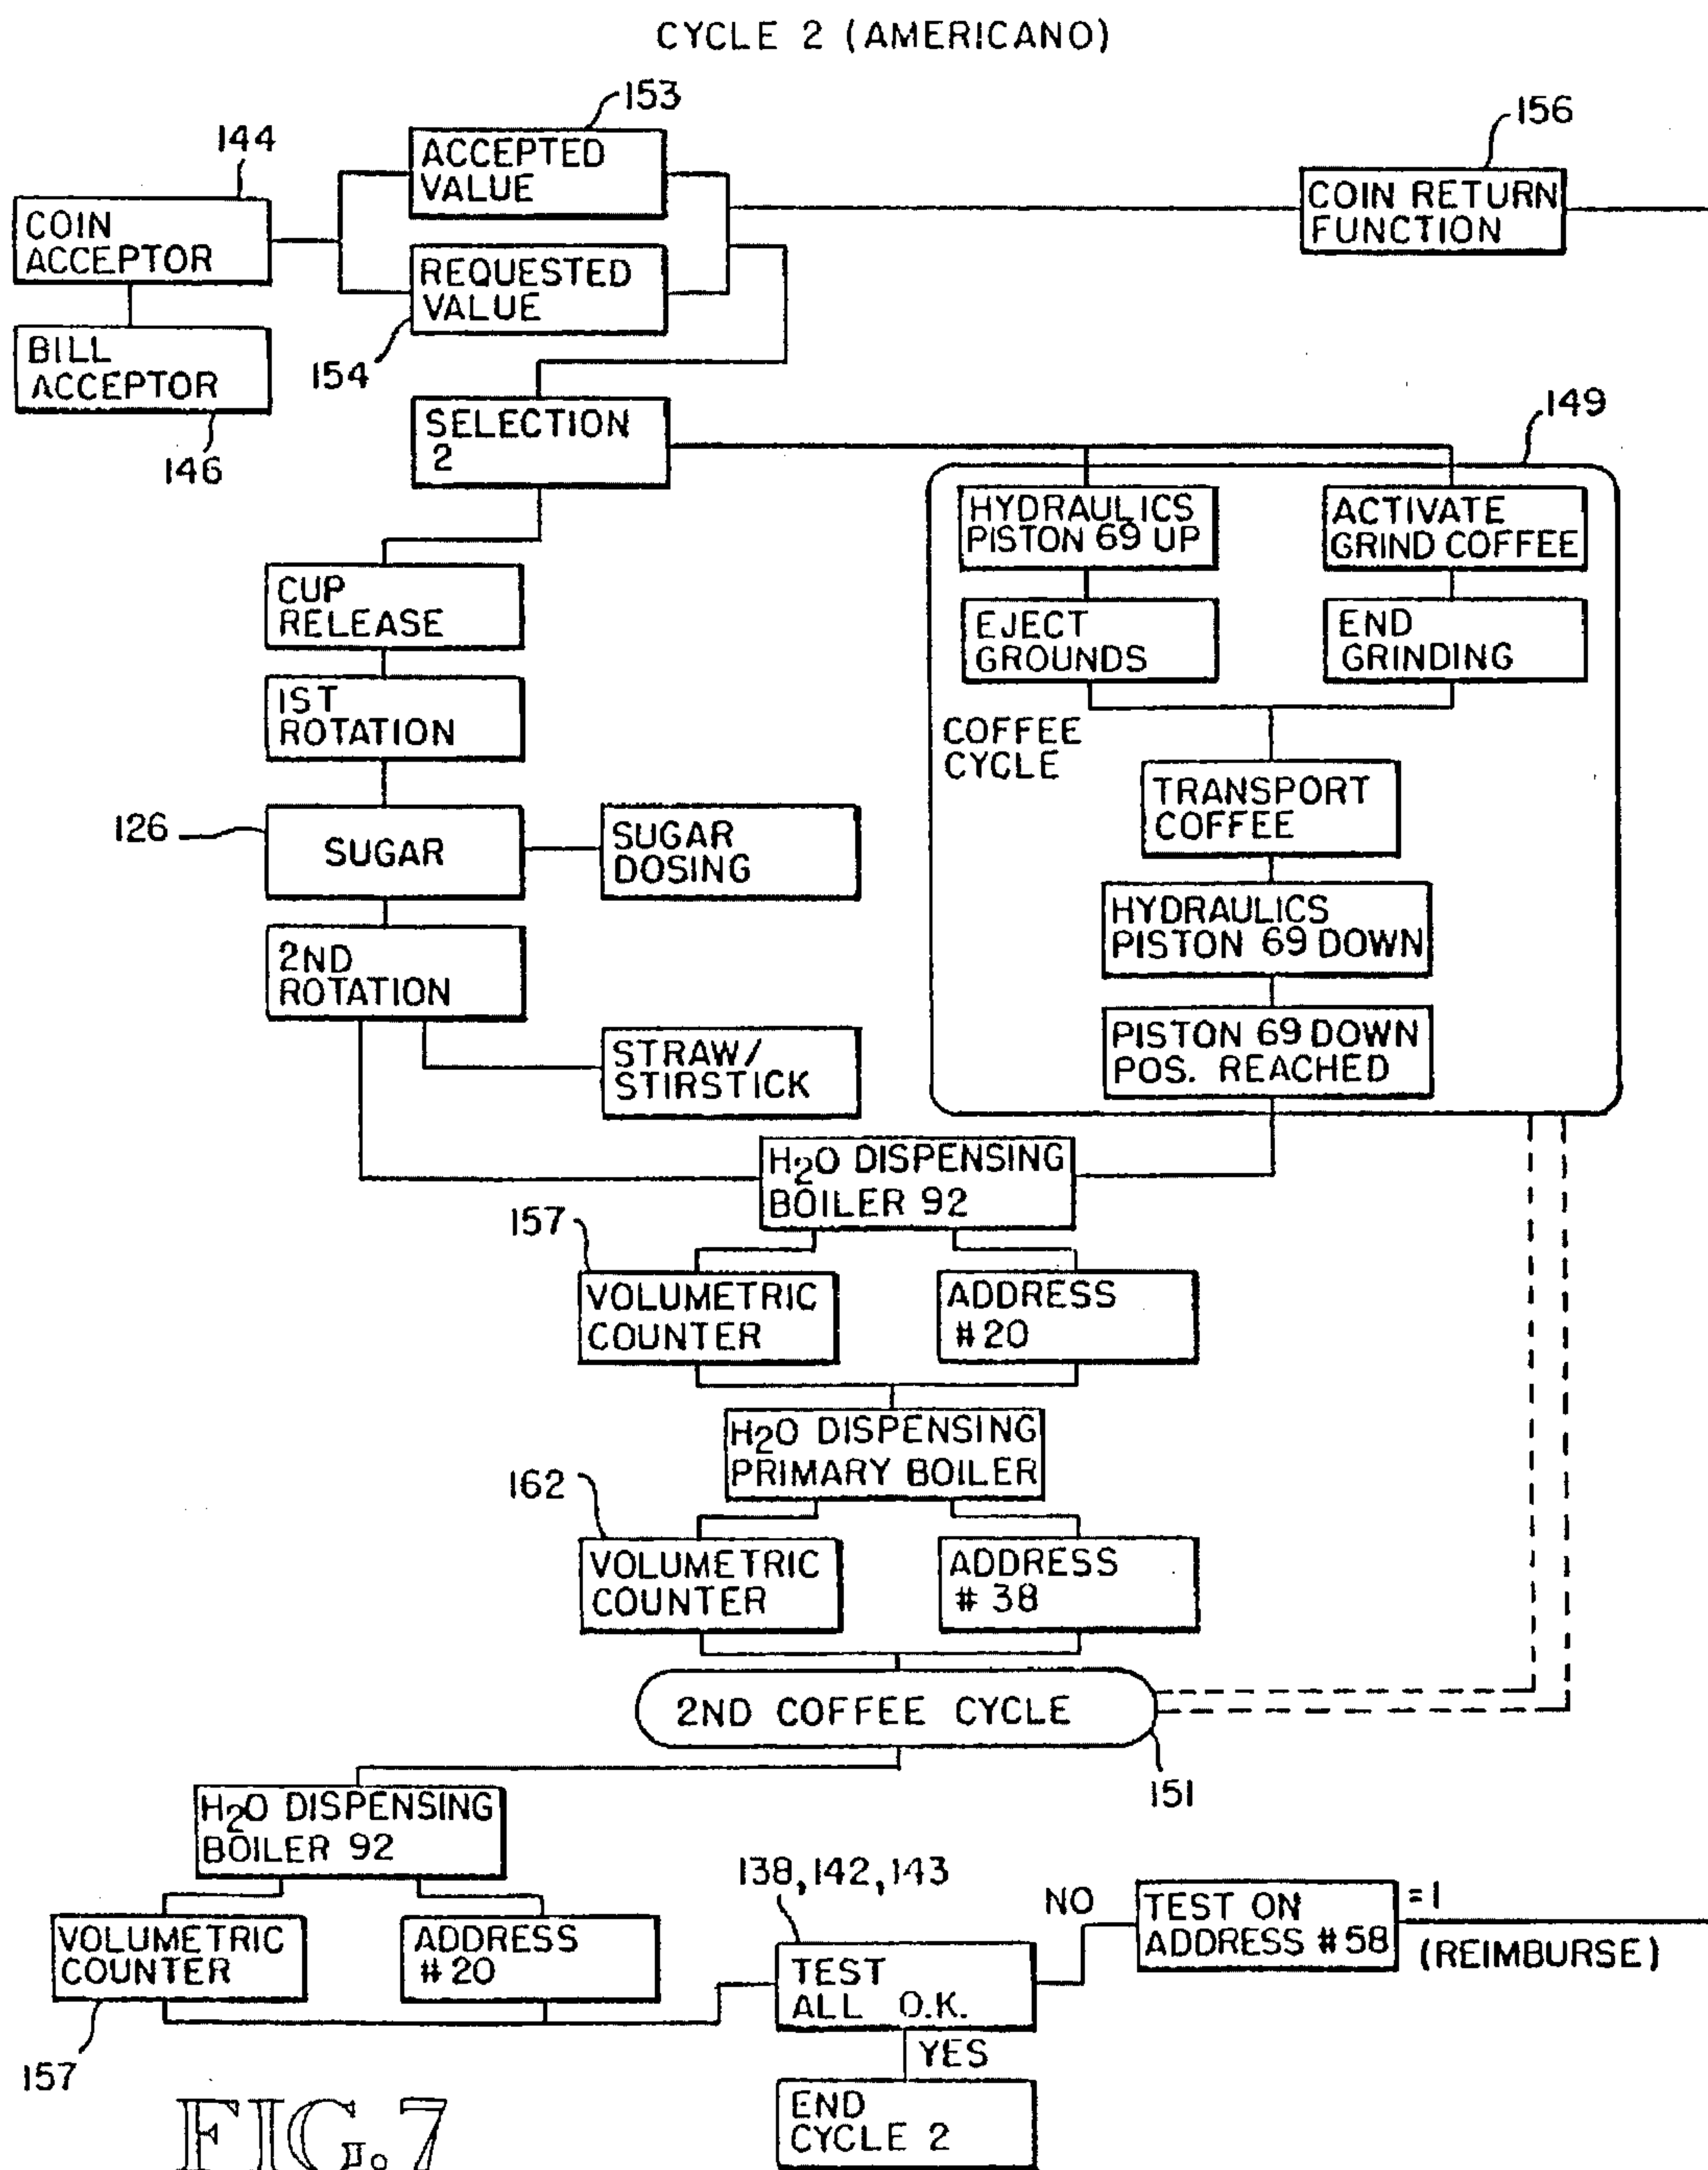 CYCLE 2 (AMERICANO)
153
156
144
ACCEPTED
VALUE
COIN RETURN
FUNCTION
COIN
ACCEPTOR
REQUESTED
VALUE
BILL
ACCEPTOR
154
146
SELECTION
2
149
HYDRAULICS
PISTON 69 UP
ACTIVATE
GRIND COFFEE
CUP
RELEASE
EJECT
GROUNDS
END
GRINDING
1ST
ROTATION
COFFEE
CYCLE
TRANSPORT
COFFEE
126
SUGAR
SUGAR
DOSING
HYDRAULICS
PISTON 69 DOWN
2ND
ROTATION
PISTON 69 DOWN
POS. REACHED
STRAW/
STIRSTICK
H2O DISPENSING
BOILER 92
157
VOLUMETRIC
COUNTER
ADDRESS
#20
H2O DISPENSING
PRIMARY BOILER
162
VOLUMETRIC
COUNTER
ADDRESS
# 38
2ND COFFEE CYCLE
151
H2O DISPENSING
BOILER 92
138,142,143
NO
TEST ON
ADDRESS #58
=1
(REIMBURSE)
VOLUMETRIC
COUNTER
ADDRESS
#20
TEST
ALL O.K.
157
YES
END
CYCLE 2
FIG. 7